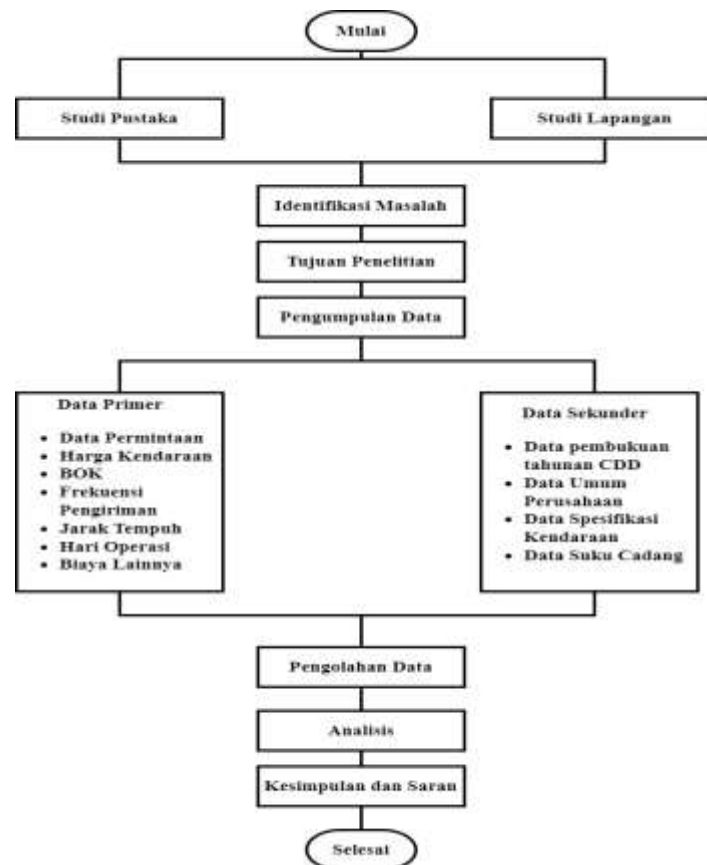 Mulai
Studi Pustaka
Studi Lapangan
Identifikasi Masalah
Tujuan Penelitian
Pengumpulan Data
Data Primer
• Data Permintaan
• Harga Kendaraan
• BOK
• Frekuensi
Pengiriman
• Jarak Tempuh
• Hari Operasi
• Biaya Lainnya
Data Sekunder
• Data pembukuan
tahunan CDD
• Data Umum
Perusahaan
• Data Spesifikasi
Kendaraan
• Data Suku Cadang
Pengolahan Data
Analisis
Kesimpulan dan Saran
Selesai